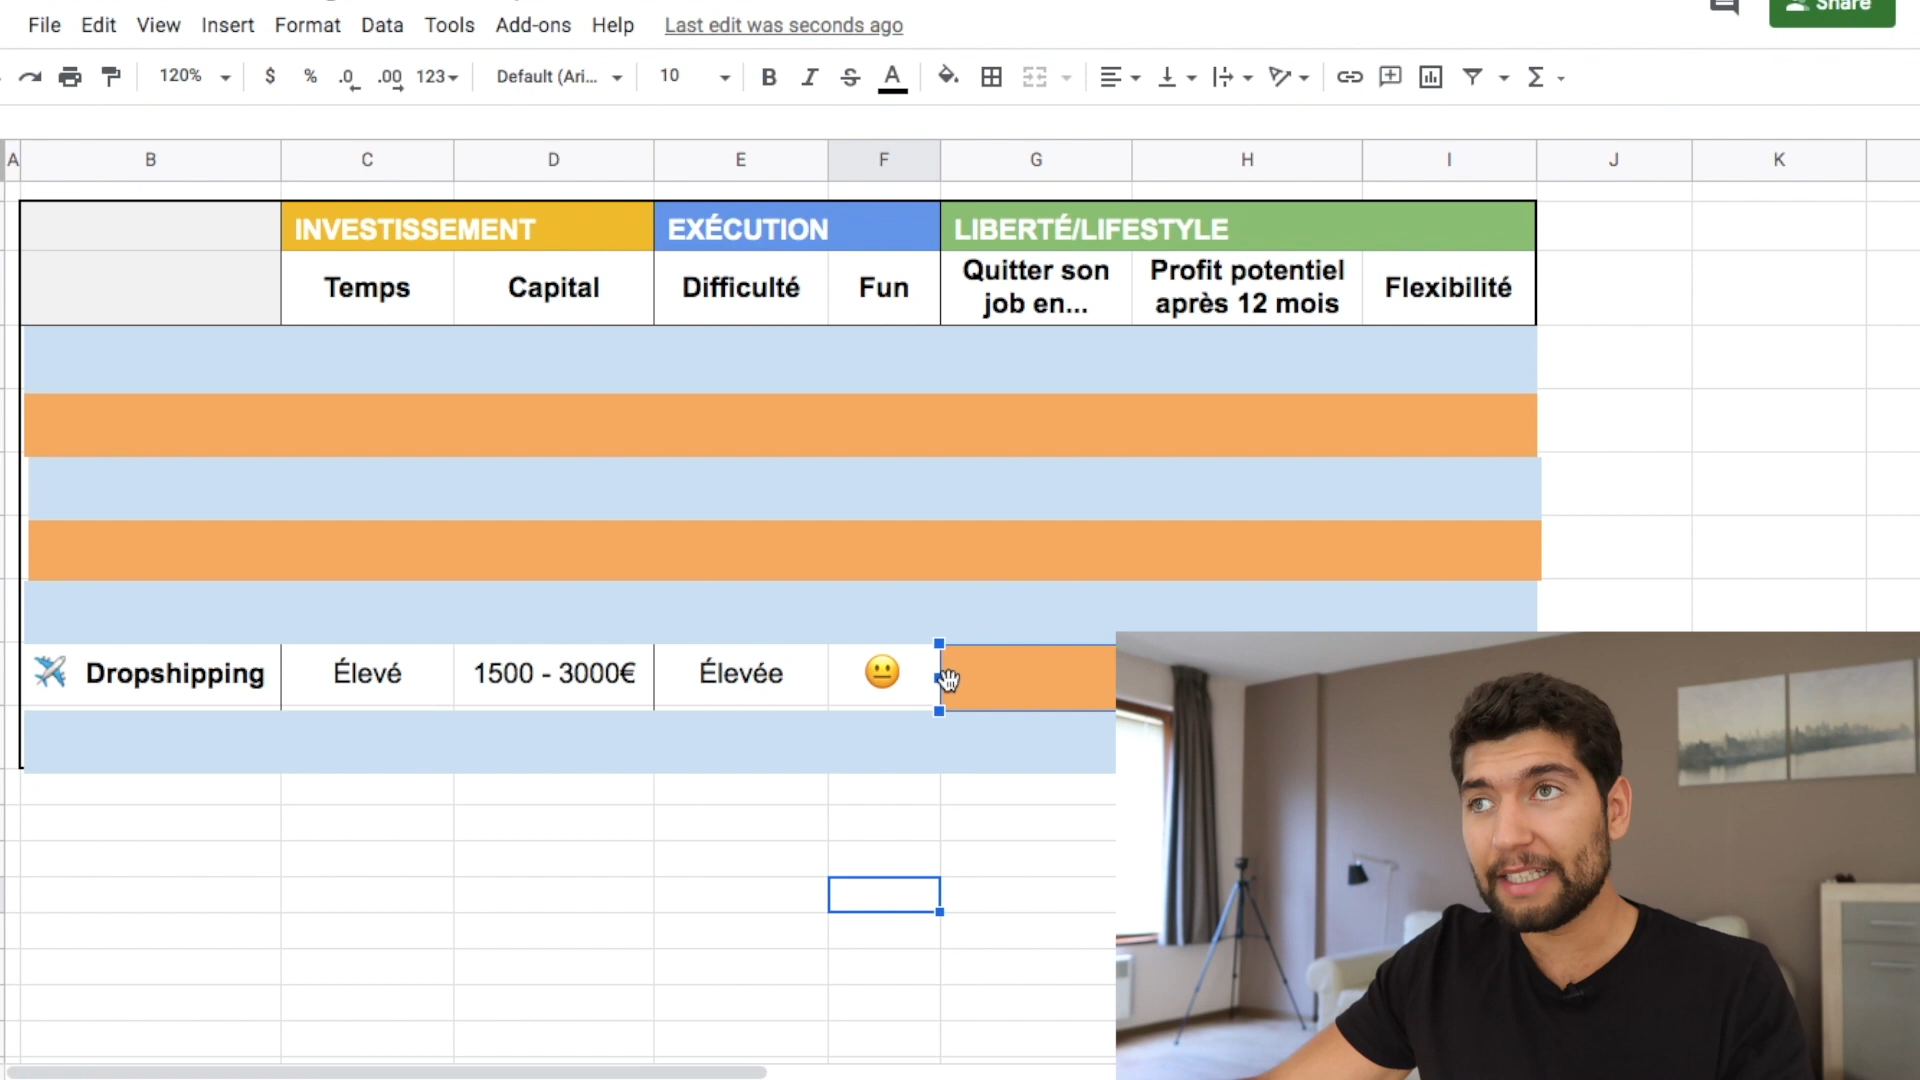 File Edit View Insert Format Data Tools Add-ons Help Last edit was seconds ago Share
120% $ % .0 .00 123 Default (Ari... 10 B I S A Σ
A B C D E F G H I J K
INVESTISSEMENT EXÉCUTION LIBERTÉ/LIFESTYLE
Temps Capital Difficulté Fun Quitter son job en... Profit potentiel après 12 mois Flexibilité
Dropshipping Élevé 1500 - 3000€ Élevée